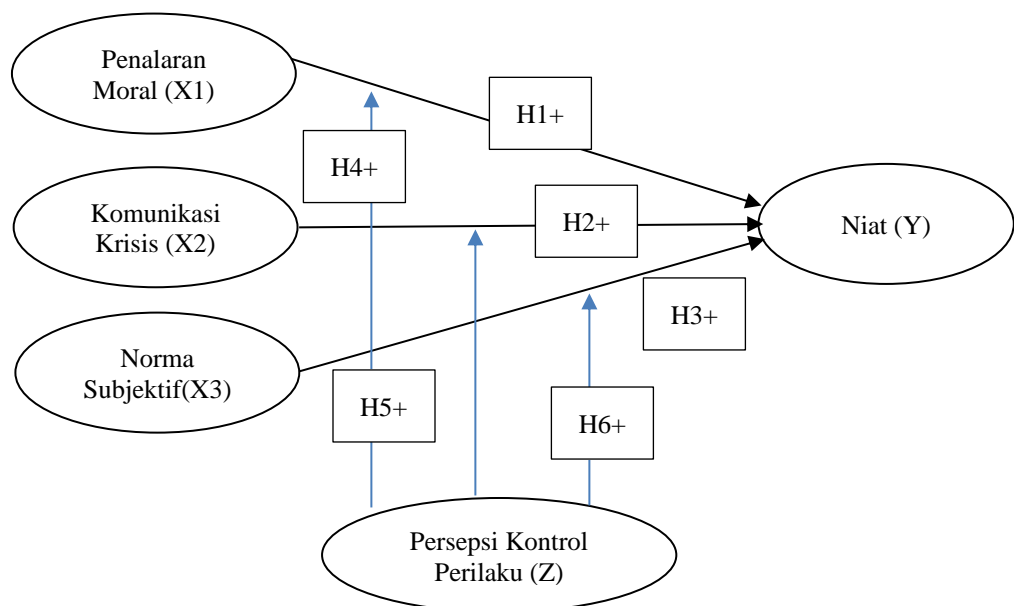 Penalaran
Moral (X1)
H1+
H4+
Komunikasi
Krisis (X2)
H2+
Niat (Y)
H3+
Norma
Subjektif(X3)
H5+
H6+
Persepsi Kontrol
Perilaku (Z)